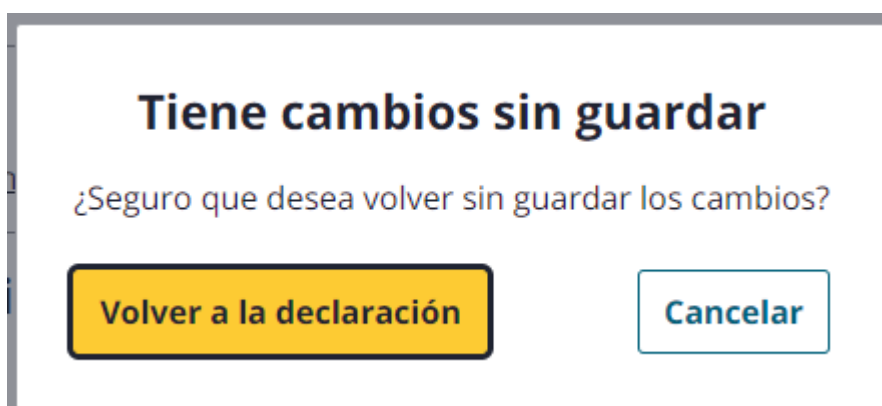 Tiene cambios sin guardar
¿Seguro que desea volver sin guardar los cambios?
Volver a la declaración
Cancelar